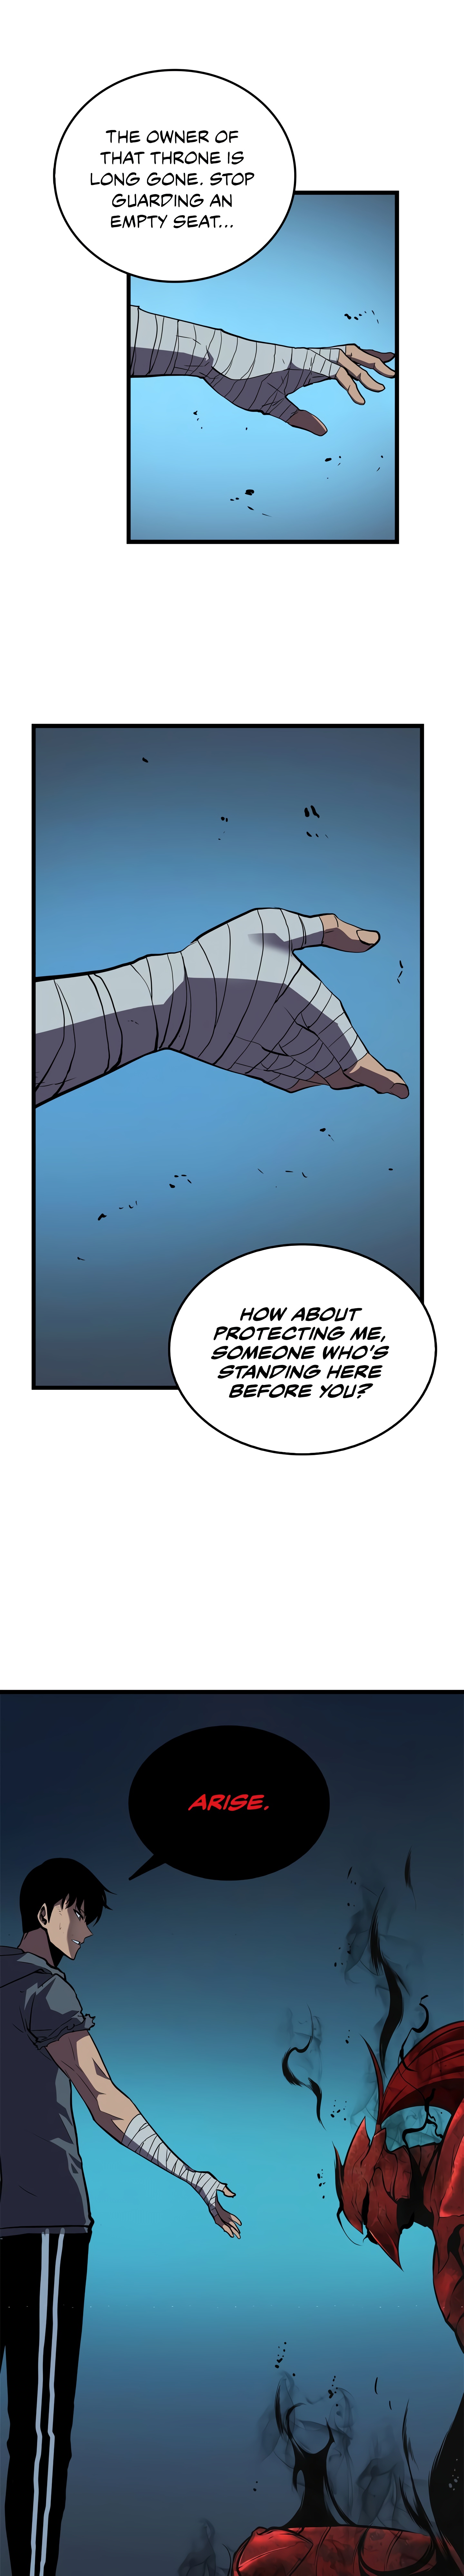 THE OWNER OF
THAT THRONE IS
LONG GONE. STOP
GUARDING AN
EMPTY SEAT...
HOW ABOUT
PROTECTING ME,
SOMEONE WHO'S
STANDING HERE
BEFORE YOU?
ARISE.